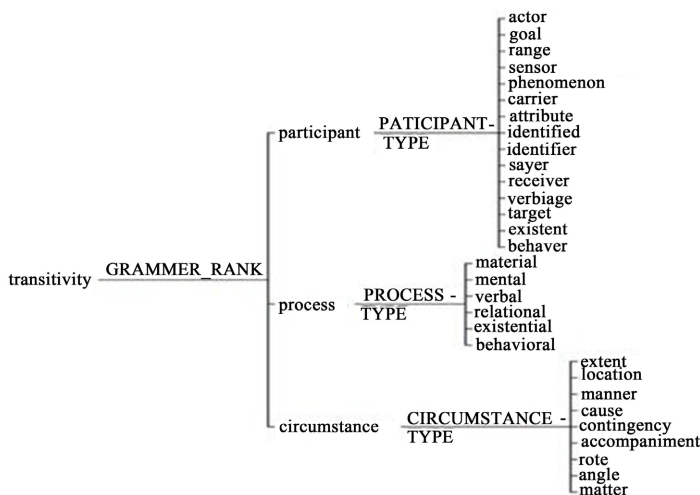 transitivity
GRAMMER_RANK
participant
PATICIPANT-
TYPE
actor
goal
range
sensor
phenomenon
carrier
attribute
identified
identifier
sayer
receiver
verbiage
target
existent
behaver
process
PROCESS -
TYPE
material
mental
verbal
relational
existential
behavioral
circumstance
CIRCUMSTANCE -
TYPE
extent
location
manner
cause
contingency
accompaniment
rote
angle
matter